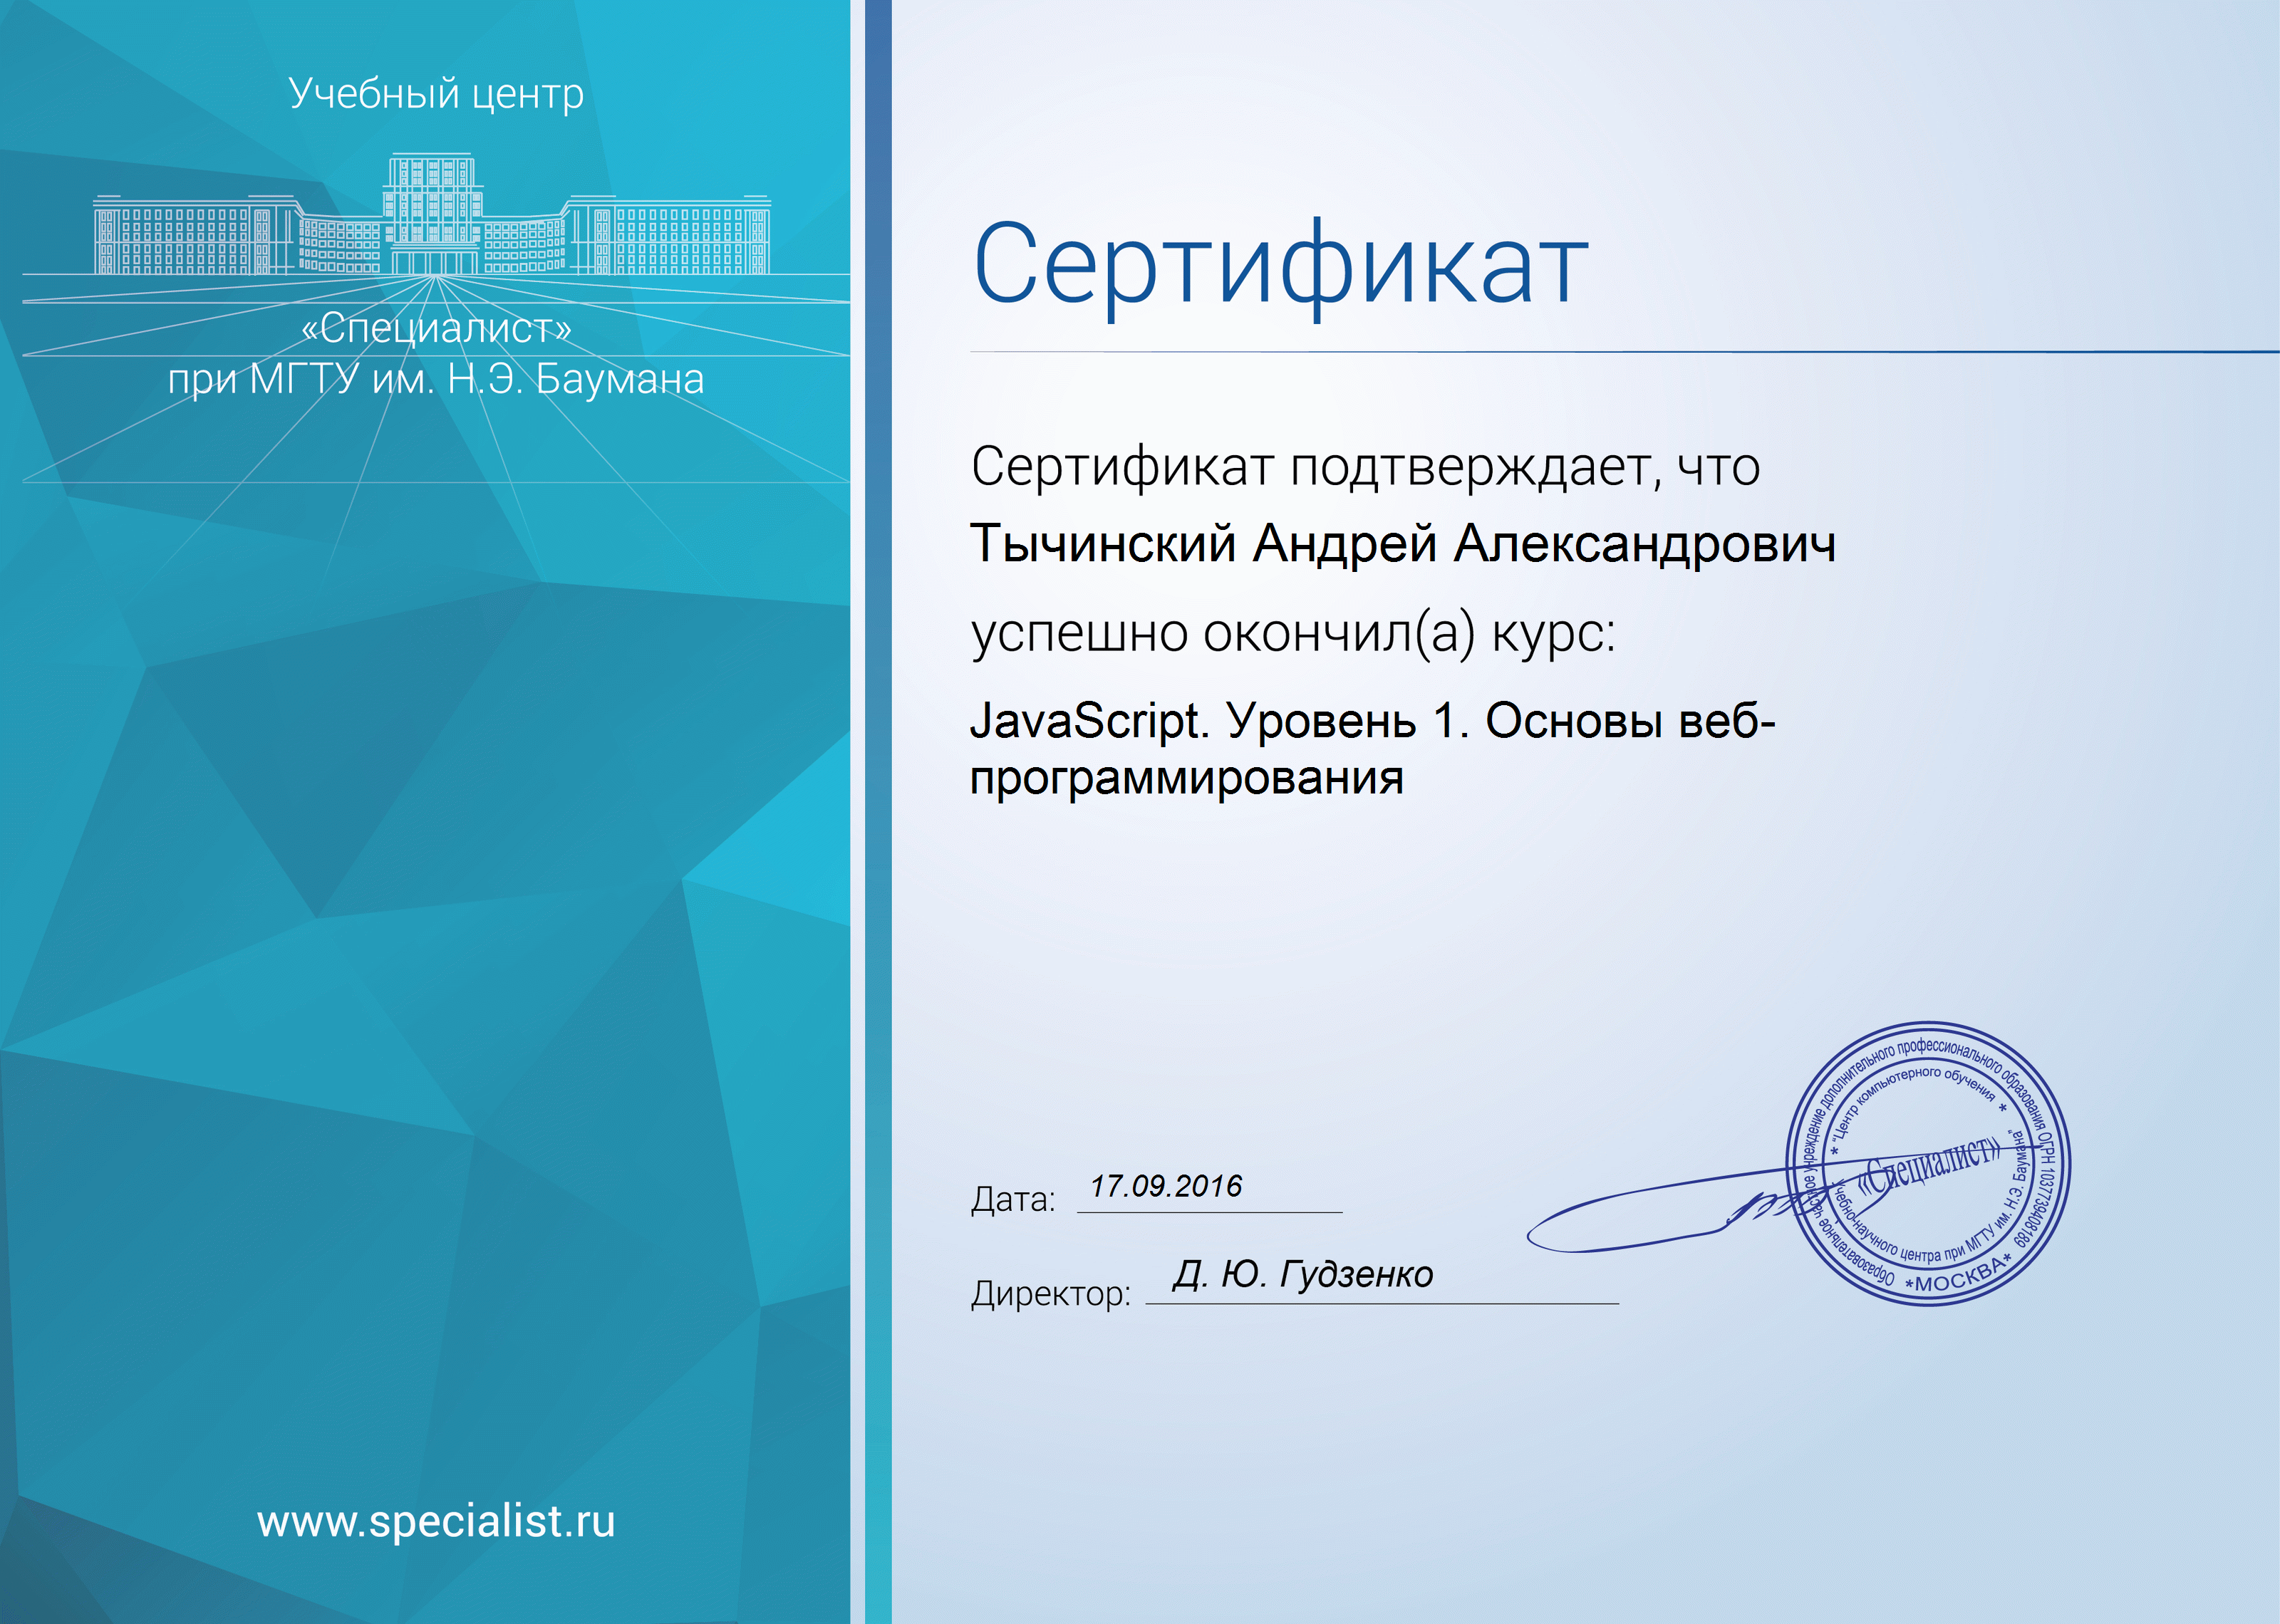 Учебный центр
«Специалист»
при МГТУ им. Н.Э. Баумана
www.specialist.ru
Сертификат
Сертификат подтверждает, что
Тычинский Андрей Александрович
успешно окончил(а) курс:
JavaScript. Уровень 1. Основы веб-
программирования
Дата: 17.09.2016
Директор: Д. Ю. Гудзенко
Образовательное частное учреждение дополнительного профессионального образования ОГРН 1037739408189
*МОСКВА*
* "Центр компьютерного обучения *
«Специалист»
Учебно-научного центра при МГТУ им. Н.Э. Баумана"